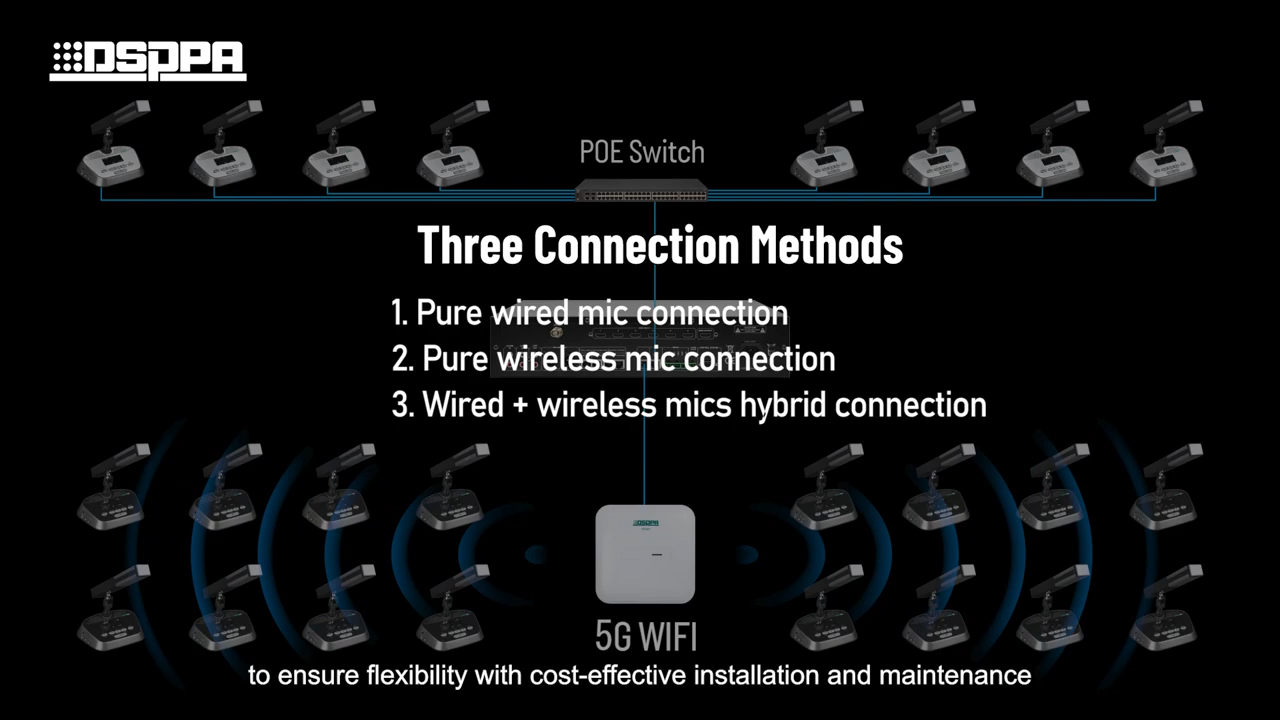 DSPPA
POE Switch
Three Connection Methods
1. Pure wired mic connection
2. Pure wireless mic connection
3. Wired + wireless mics hybrid connection
DSPPA
5G WIFI
to ensure flexibility with cost-effective installation and maintenance